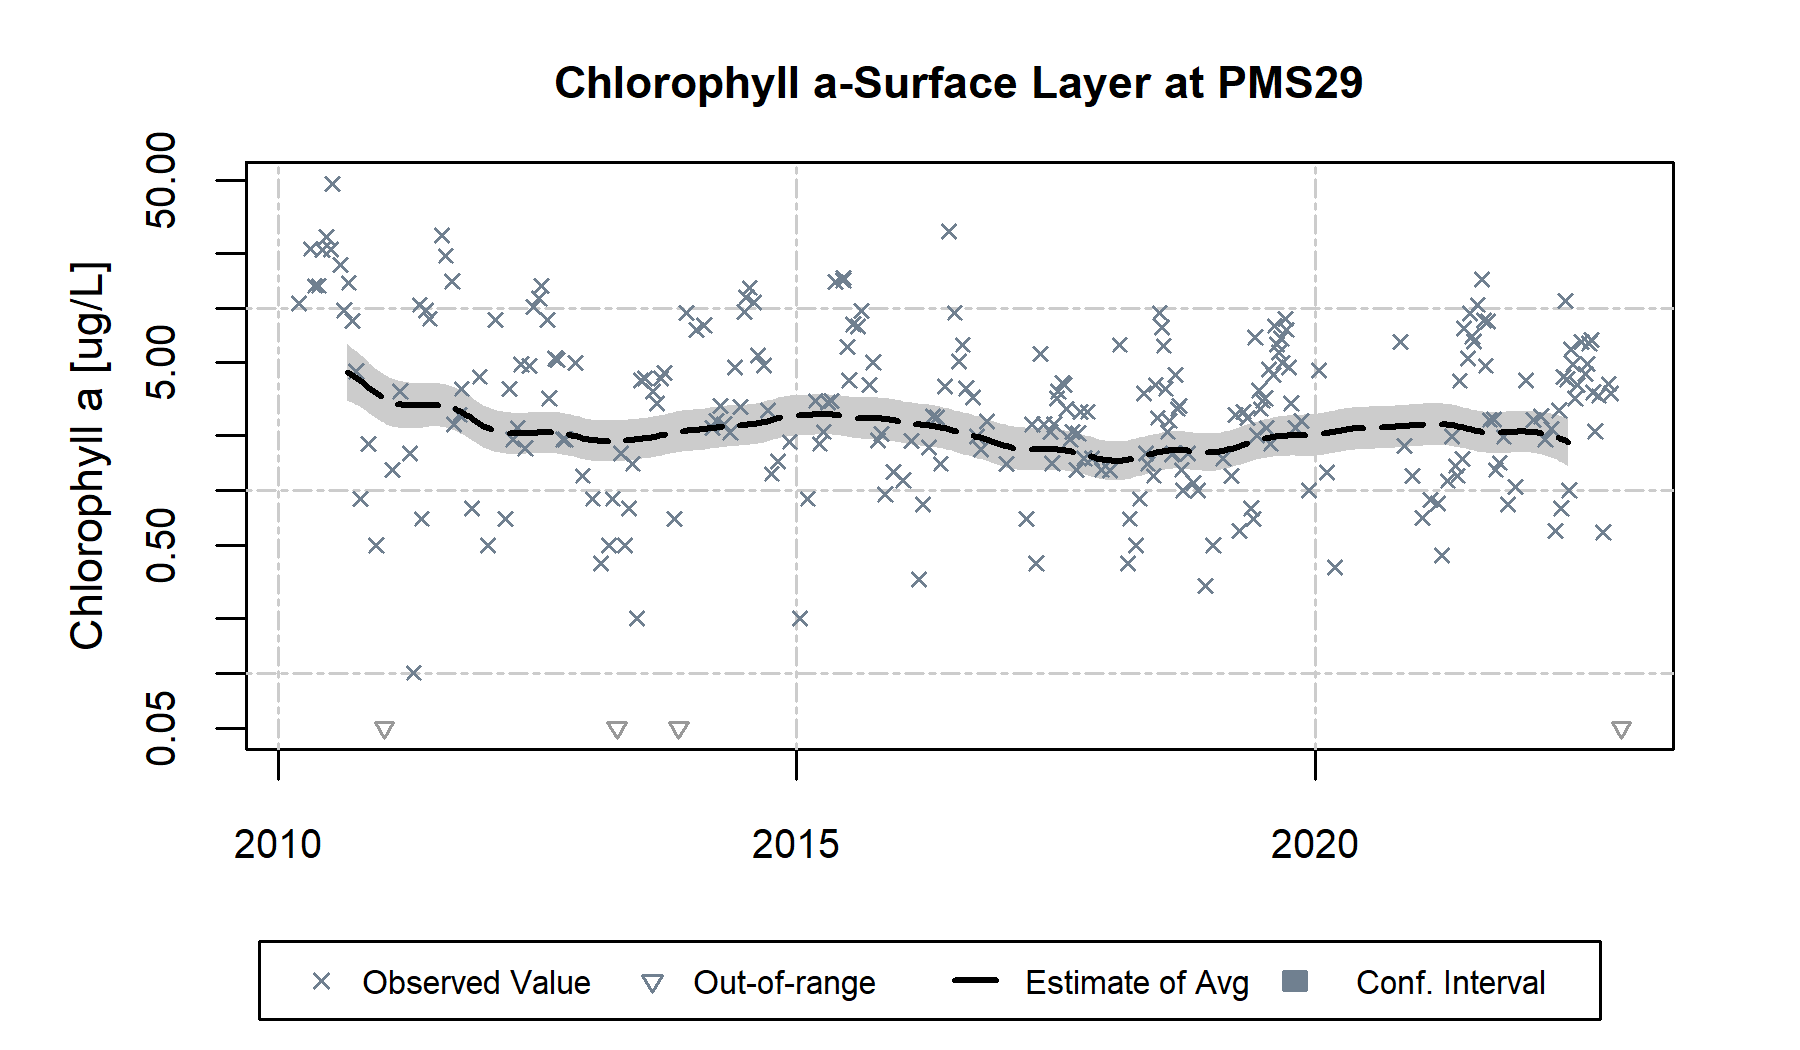 Chlorophyll a-Surface Layer at PMS29
Chlorophyll a [ug/L]
50.00
5.00
0.50
0.05
2010 2015 2020
Observed Value Out-of-range Estimate of Avg Conf. Interval